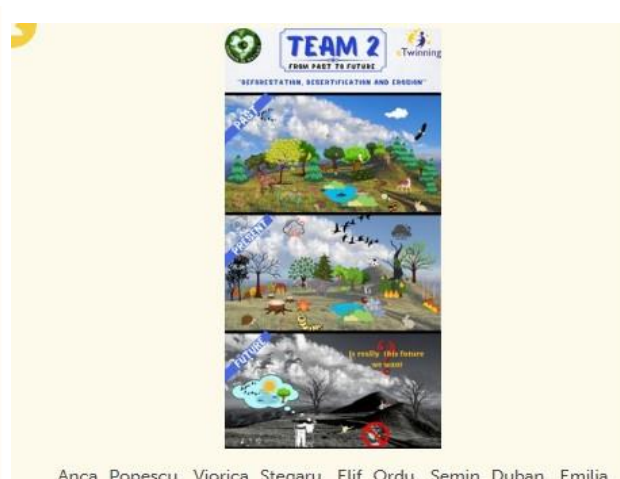 TEAM 2
FROM PAST TO FUTURE
eTwinning
"DEFORESTATION, DESERTIFICATION AND EROSION"
PAST
PRESENT
FUTURE
Is really this future
we want
Anca Popescu, Viorica Stegaru, Elif Ordu, Semin Duban, Emilia